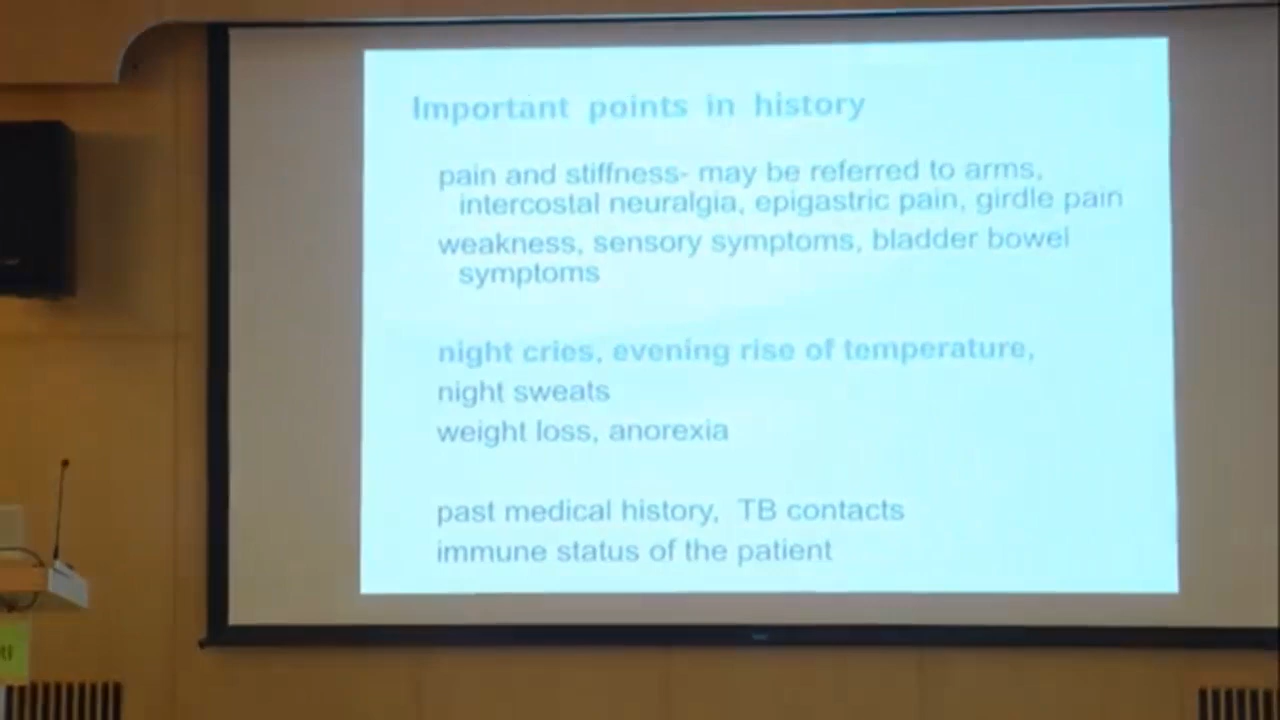 Important points in history
pain and stiffness- may be referred to arms,
intercostal neuralgia, epigastric pain, girdle pain
weakness, sensory symptoms, bladder bowel
symptoms
night cries, evening rise of temperature,
night sweats
weight loss, anorexia
past medical history, TB contacts
immune status of the patient